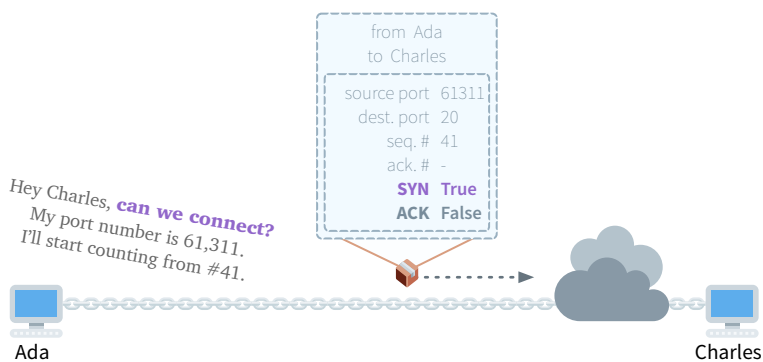 from Ada
to Charles
source port 61311
dest. port 20
seq. # 41
ack. # -
SYN True
ACK False
Hey Charles, can we connect?
My port number is 61,311.
I'll start counting from #41.
Ada
Charles